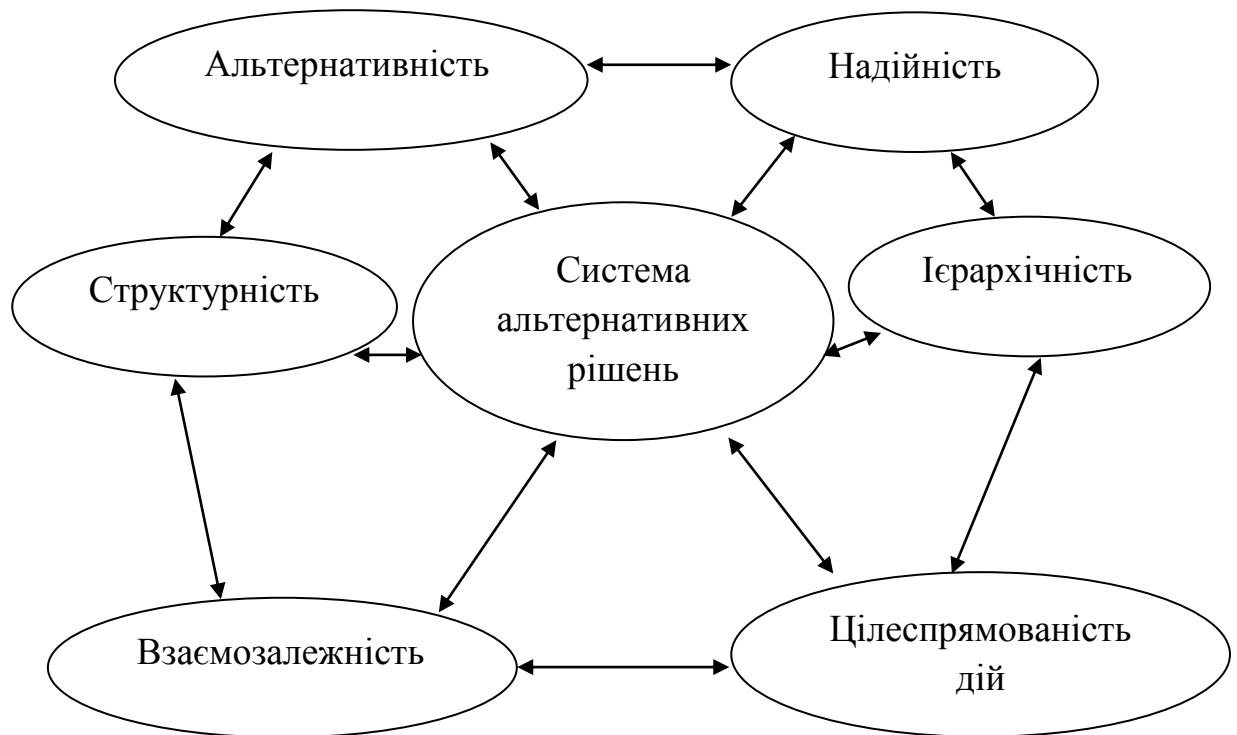 Альтернативність
Надійність
Структурність
Система
альтернативних
рішень
Ієрархічність
Взаємозалежність
Цілеспрямованість
дій